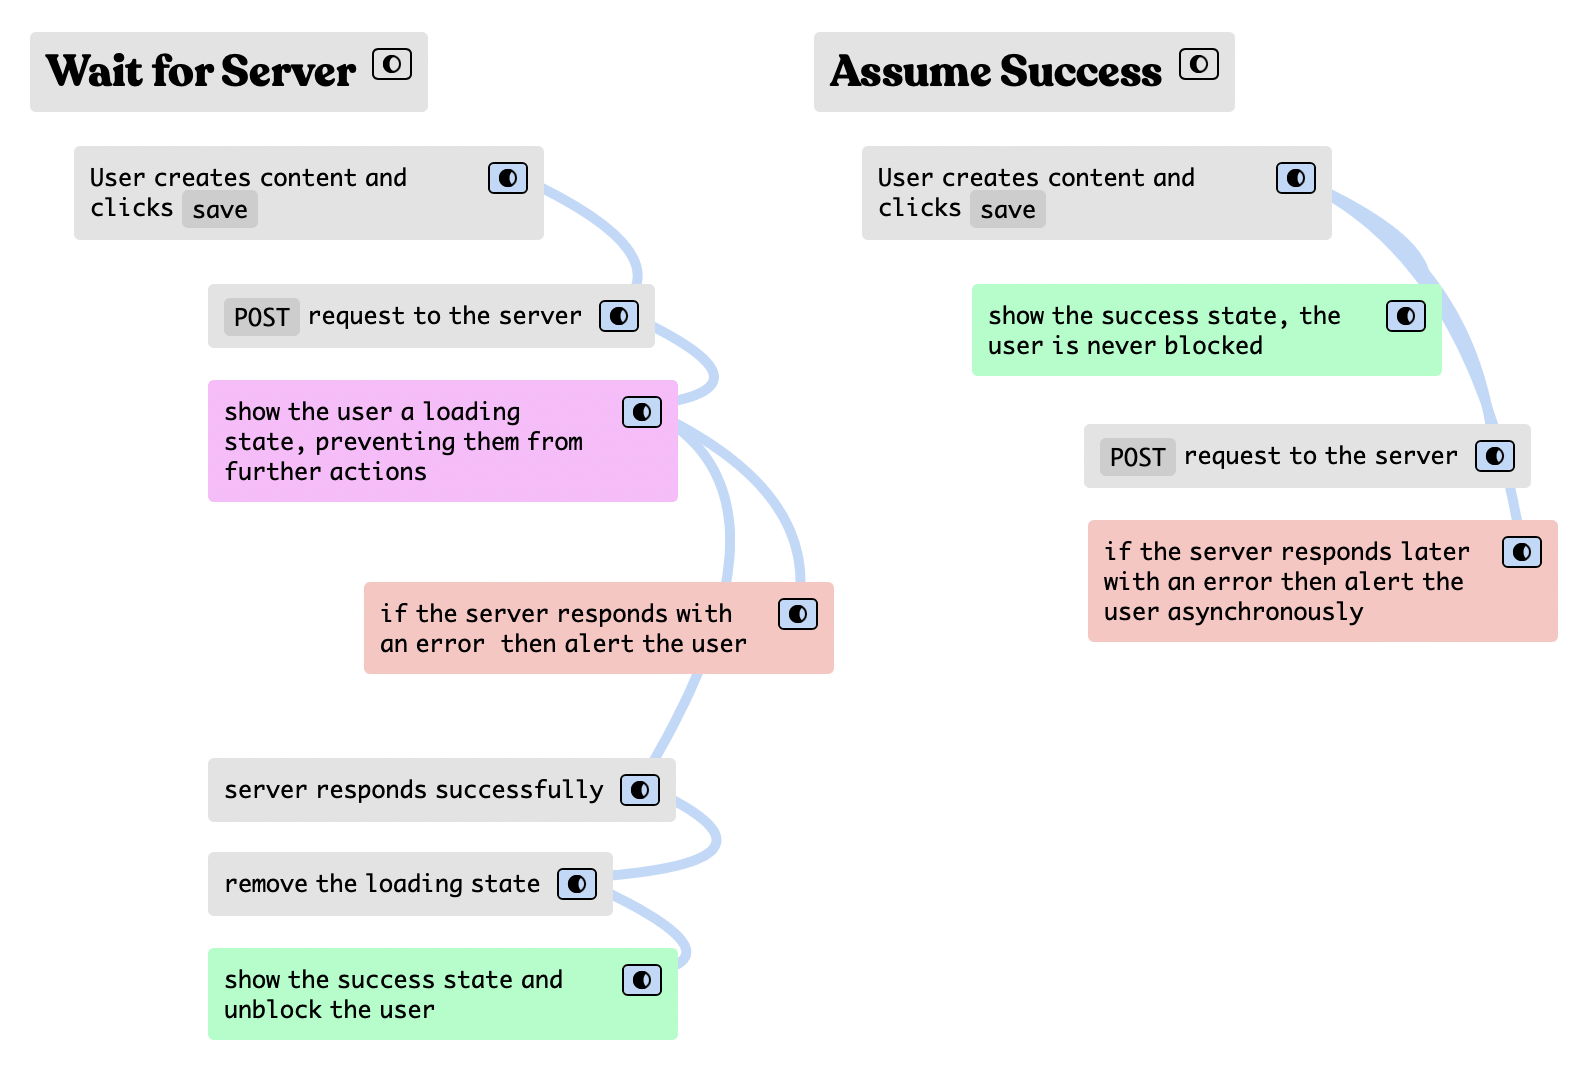 Wait for Server
User creates content and
clicks save
POST request to the server
show the user a loading
state, preventing them from
further actions
if the server responds with
an error then alert the user
server responds successfully
remove the loading state
show the success state and
unblock the user
Assume Success
User creates content and
clicks save
show the success state, the
user is never blocked
POST request to the server
if the server responds later
with an error then alert the
user asynchronously